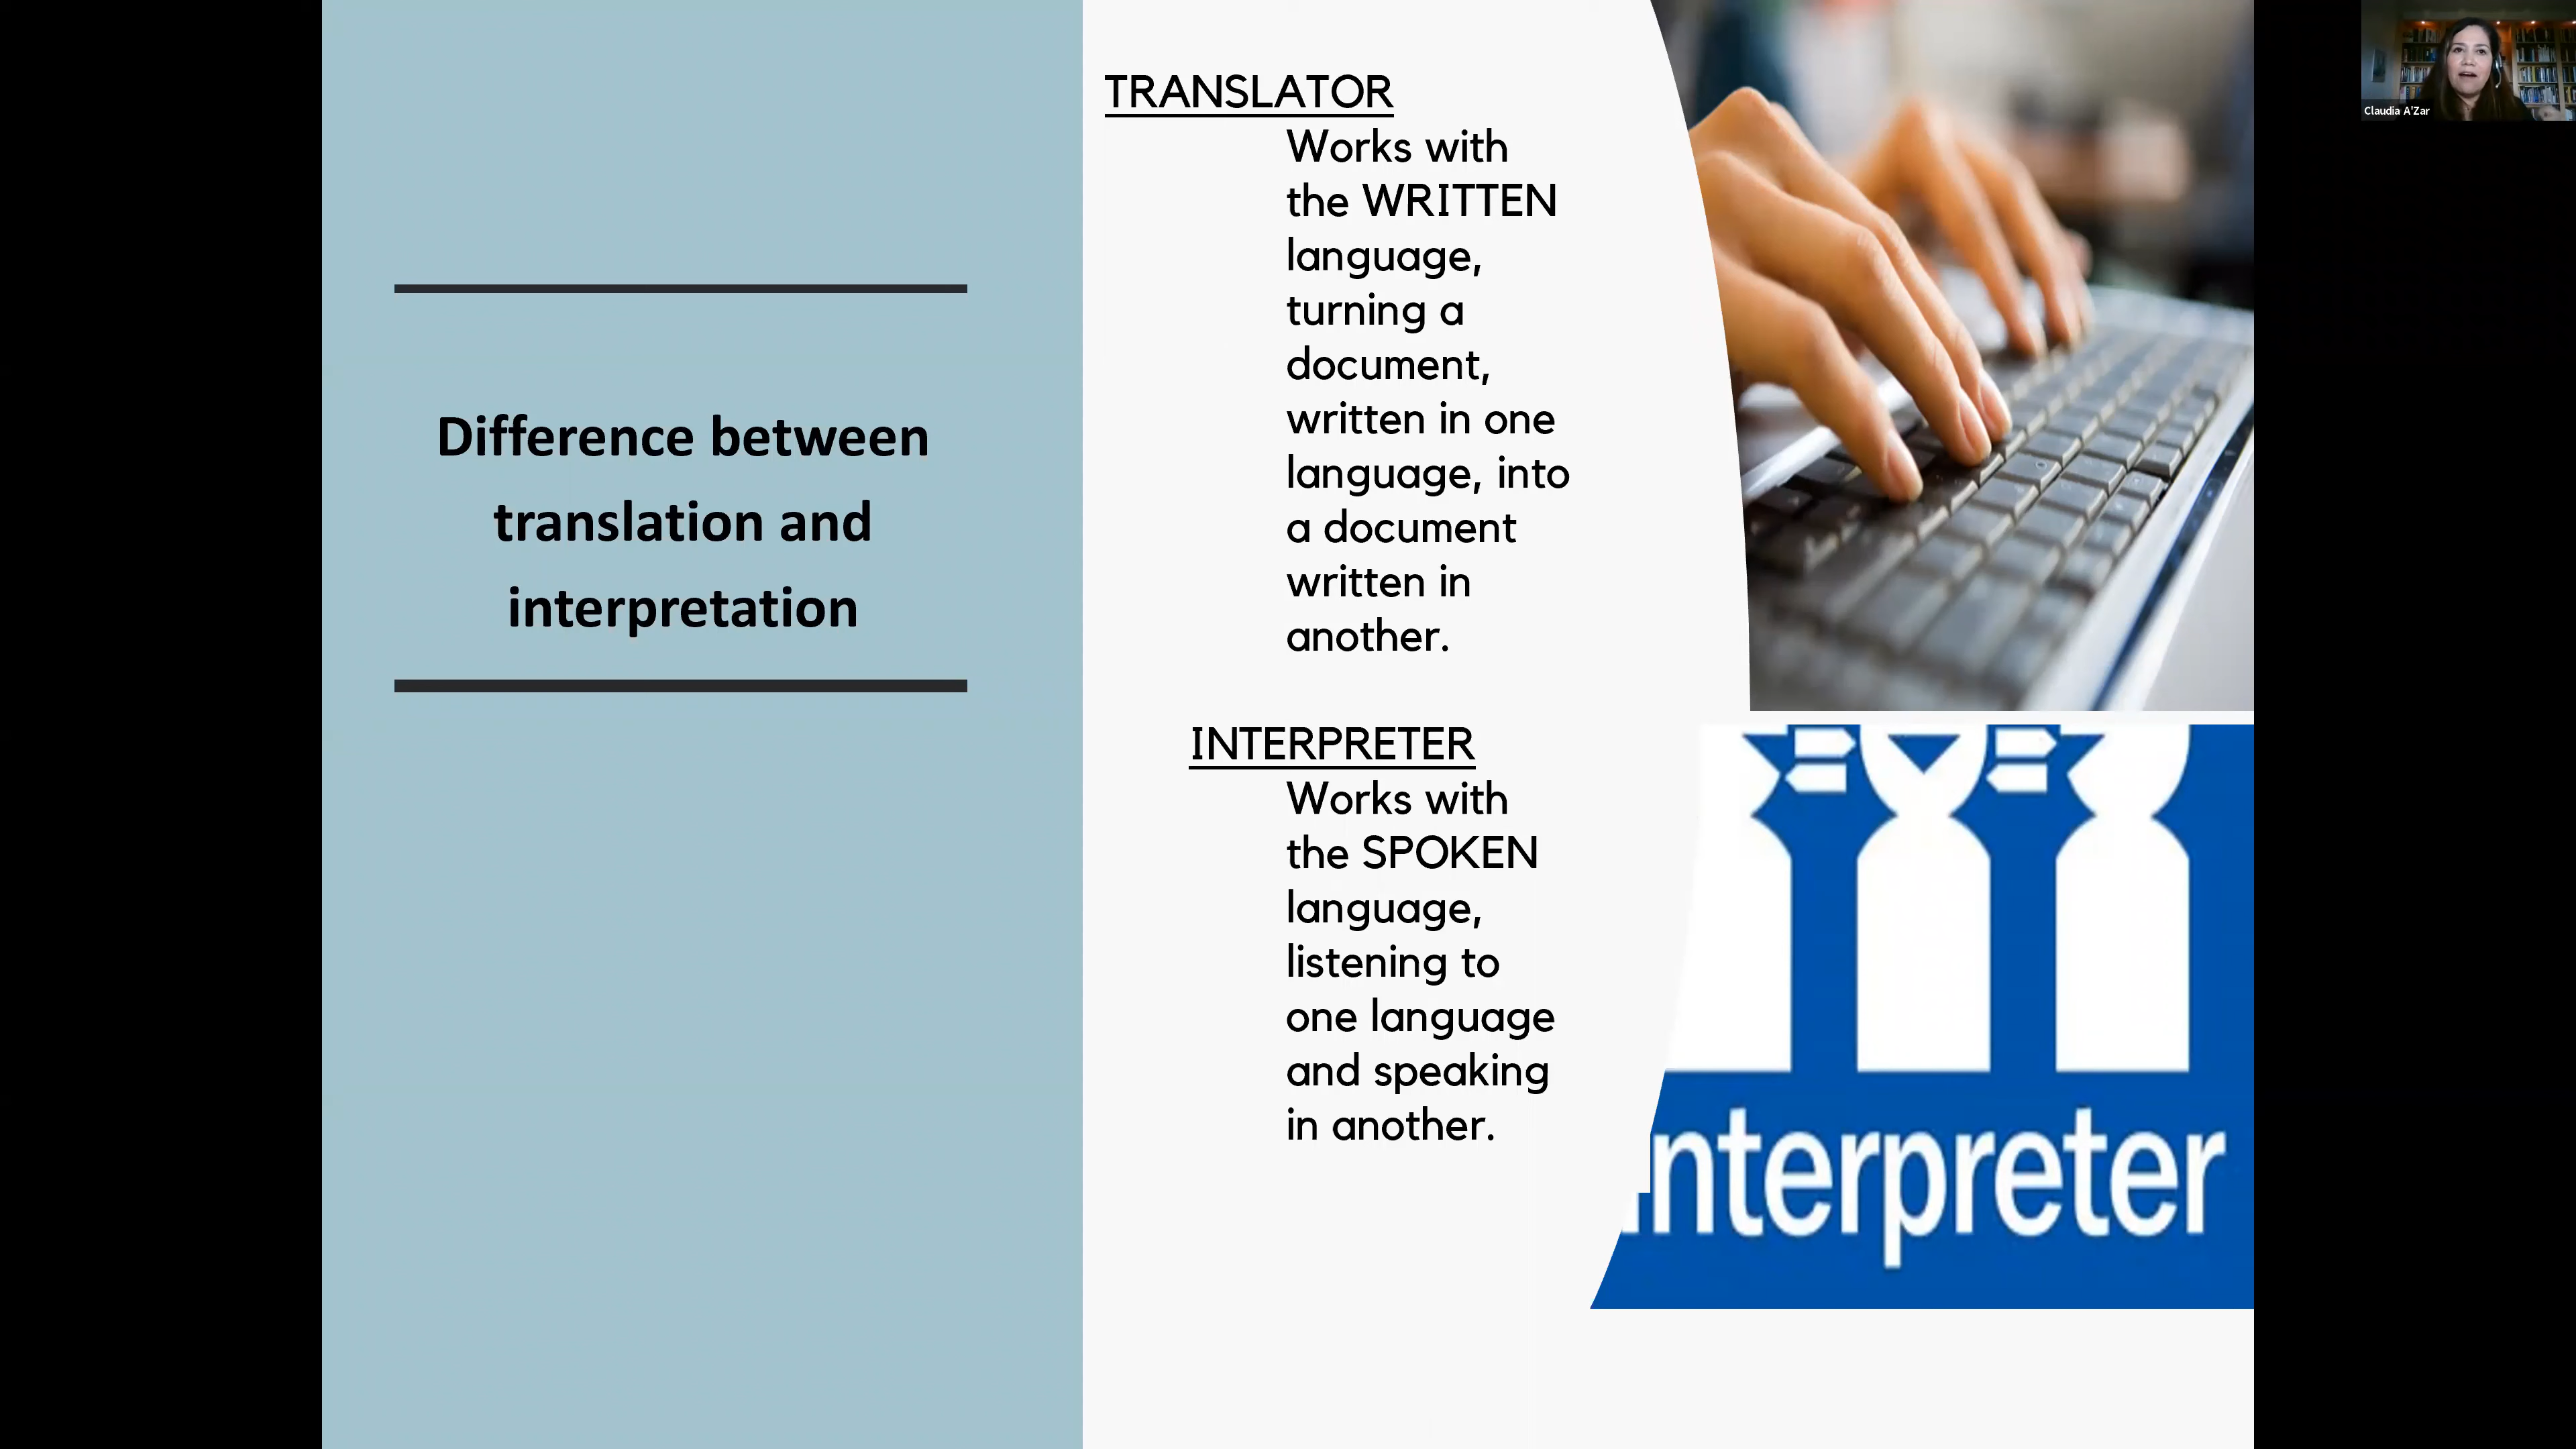 Difference between
translation and
interpretation
TRANSLATOR
Works with
the WRITTEN
language,
turning a
document,
written in one
language, into
a document
written in
another.
INTERPRETER
Works with
the SPOKEN
language,
listening to
one language
and speaking
in another.
Interpreter
Claudia A'Zar